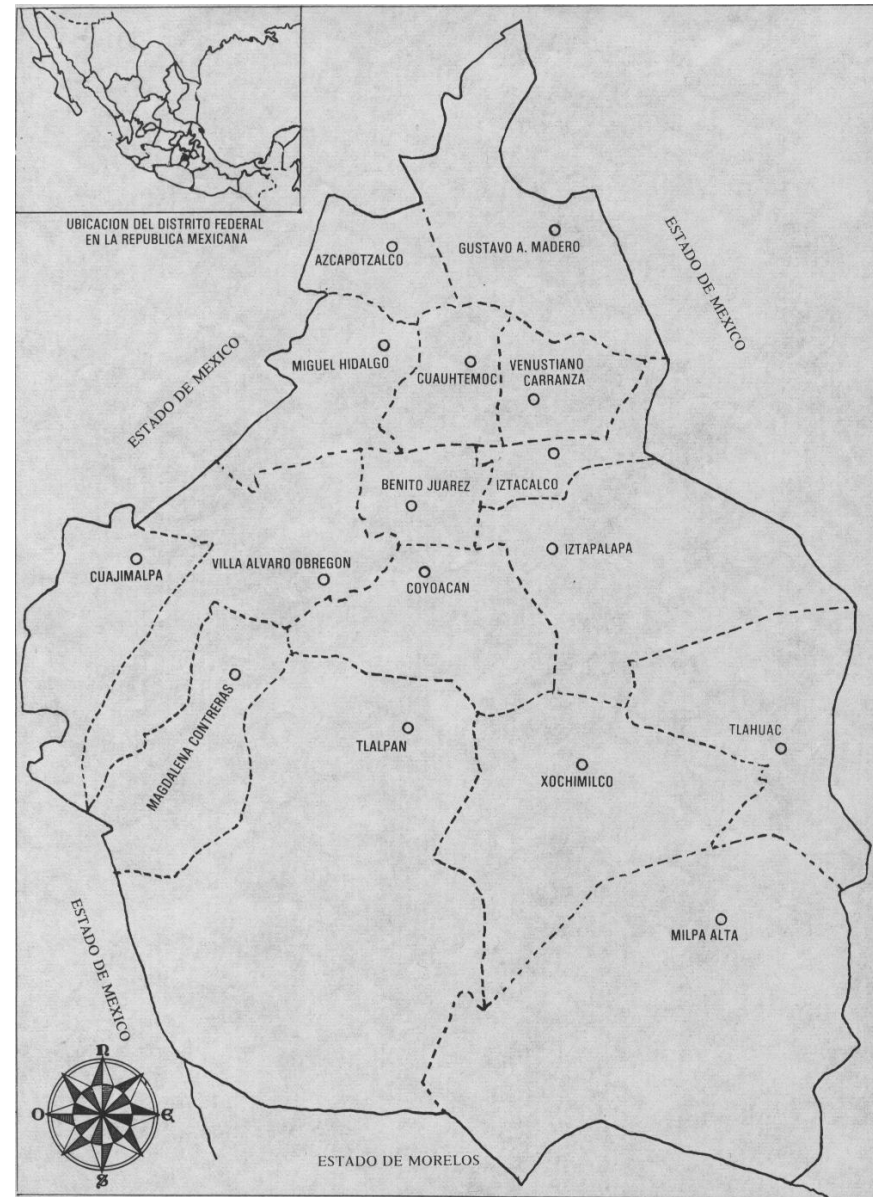 UBICACION DEL DISTRITO FEDERAL
EN LA REPUBLICA MEXICANA
AZCAPOTZALCO
GUSTAVO A. MADERO
ESTADO DE MEXICO
ESTADO DE MEXICO
MIGUEL HIDALGO
CUAUHTEMOC
VENUSTIANO
CARRANZA
BENITO JUAREZ
IZTACALCO
CUAJIMALPA
VILLA ALVARO OBREGON
COYOACAN
IZTAPALAPA
MAGDALENA CONTRERAS
TLALPAN
XOCHIMILCO
TLAHUAC
MILPA ALTA
ESTADO DE MEXICO
N
O
E
S
ESTADO DE MORELOS